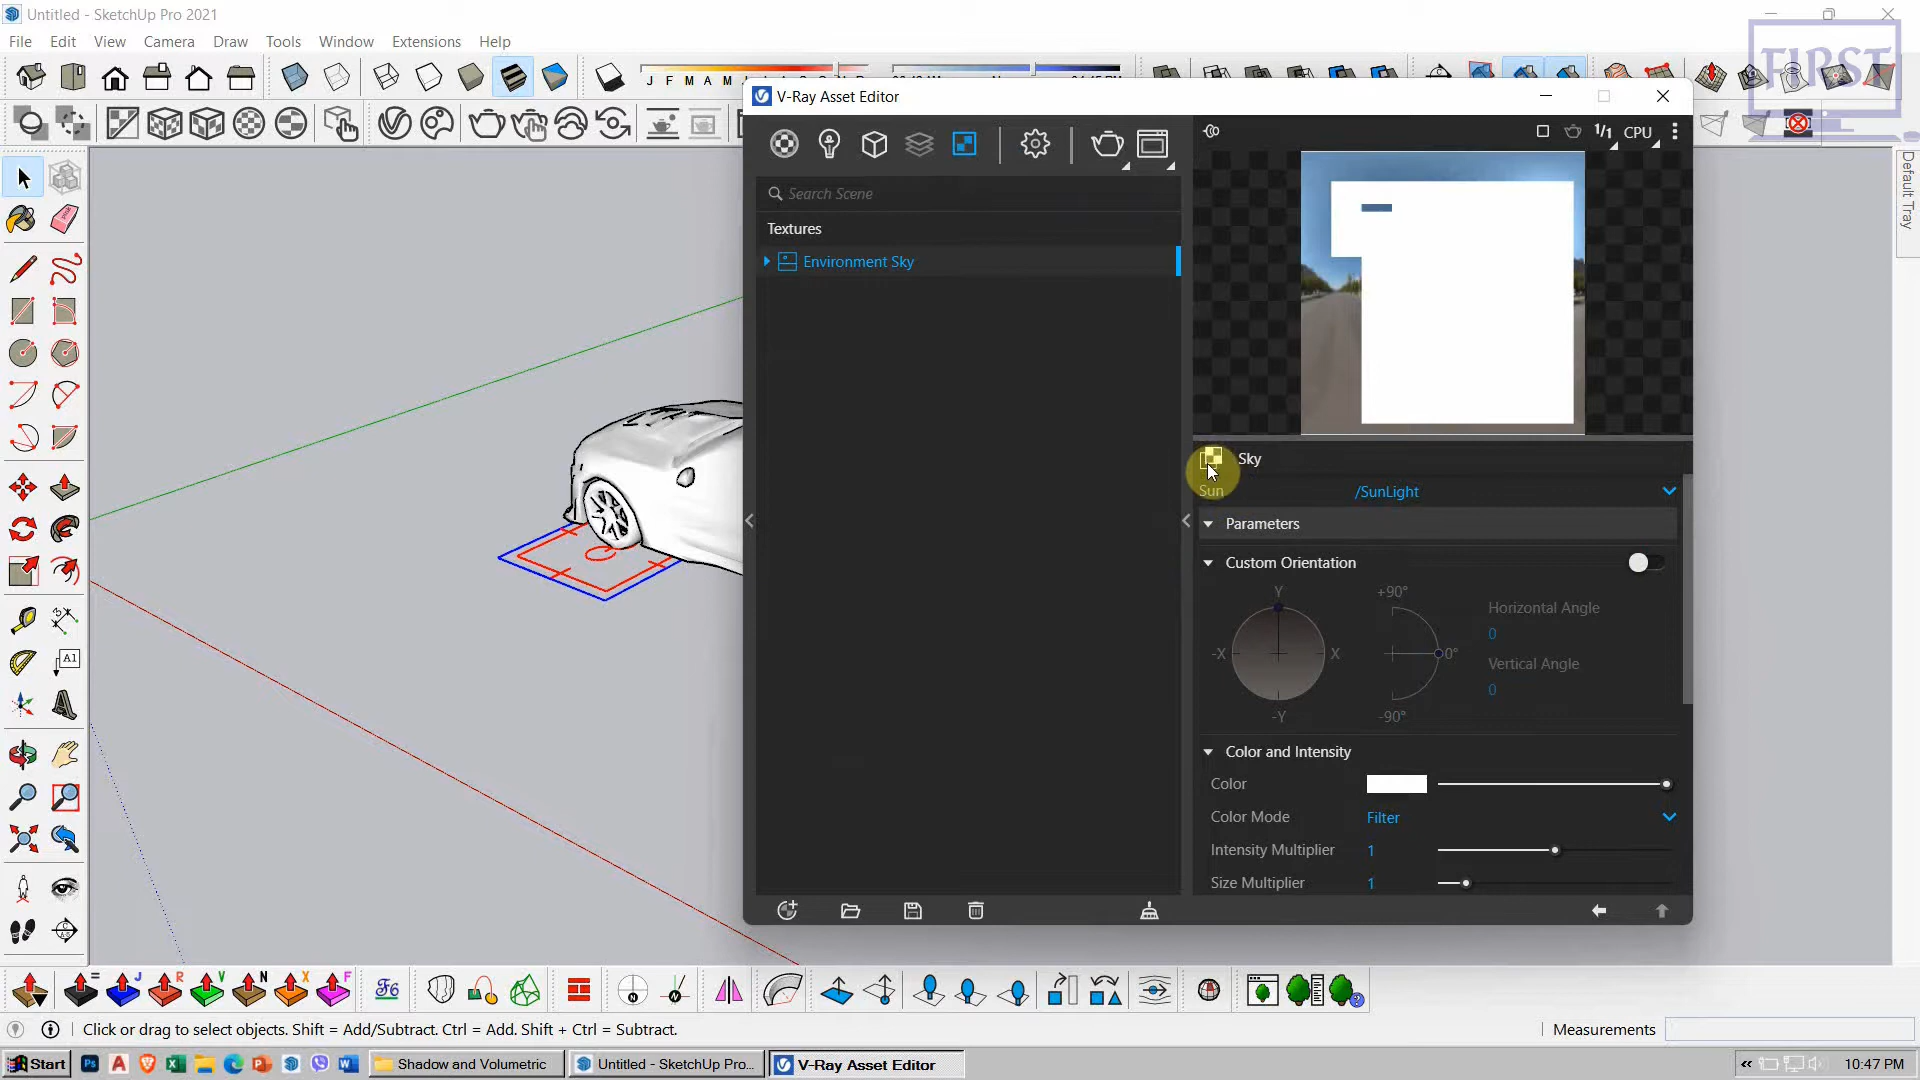 Untitled - SketchUp Pro 2021
FIRST
File Edit View Camera Draw Tools Window Extensions Help
J F M A M
V-Ray Asset Editor
1/1 CPU
Search Scene
Textures
Environment Sky
Default Tray
Sky
Sun /SunLight
Parameters
Custom Orientation
Y +90° Horizontal Angle
0
-X X 0° Vertical Angle
0
-Y -90°
Color and Intensity
Color
Color Mode Filter
Intensity Multiplier 1
Size Multiplier 1
A1
= J R V N X F
F6
N N
Click or drag to select objects. Shift = Add/Subtract. Ctrl = Add. Shift + Ctrl = Subtract.
Measurements
Start
Shadow and Volumetric
Untitled - SketchUp Pro...
V-Ray Asset Editor
10:47 PM